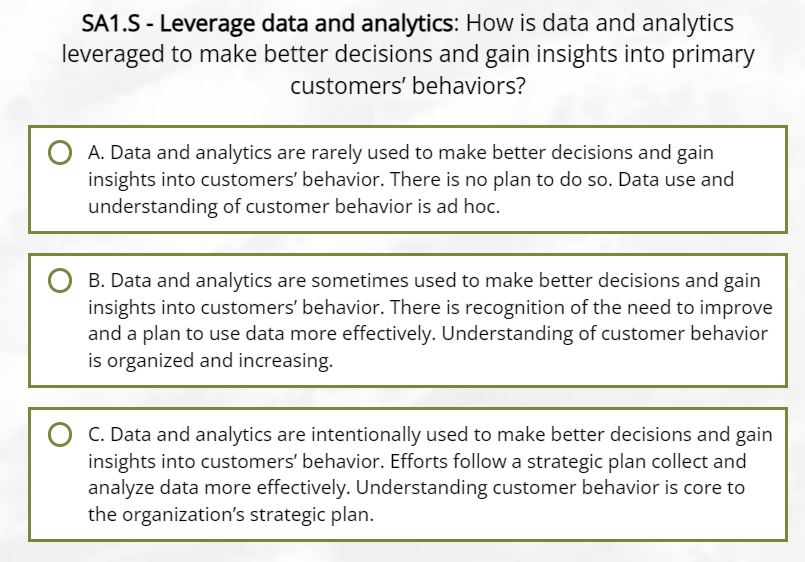 SA1.S - Leverage data and analytics: How is data and analytics
leveraged to make better decisions and gain insights into primary
customers’ behaviors?
A. Data and analytics are rarely used to make better decisions and gain
insights into customers’ behavior. There is no plan to do so. Data use and
understanding of customer behavior is ad hoc.
B. Data and analytics are sometimes used to make better decisions and gain
insights into customers’ behavior. There is recognition of the need to improve
and a plan to use data more effectively. Understanding of customer behavior
is organized and increasing.
C. Data and analytics are intentionally used to make better decisions and gain
insights into customers’ behavior. Efforts follow a strategic plan collect and
analyze data more effectively. Understanding customer behavior is core to
the organization’s strategic plan.